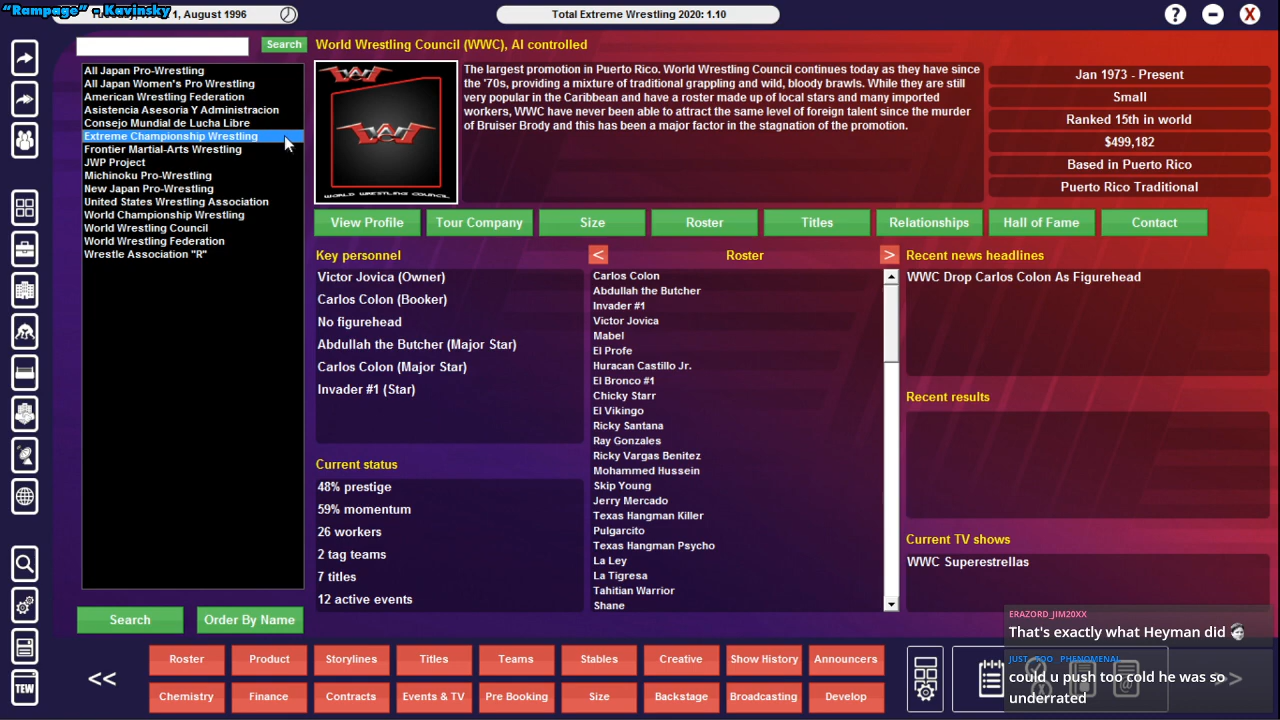 “Rampage” - Kavinsky
1, August 1996
Total Extreme Wrestling 2020: 1.10
?
X
Search
World Wrestling Council (WWC), AI controlled
All Japan Pro-Wrestling
All Japan Women's Pro Wrestling
American Wrestling Federation
Asistencia Asesoria Y Administracion
Consejo Mundial de Lucha Libre
Extreme Championship Wrestling
Frontier Martial-Arts Wrestling
JWP Project
Michinoku Pro-Wrestling
New Japan Pro-Wrestling
United States Wrestling Association
World Championship Wrestling
World Wrestling Council
World Wrestling Federation
Wrestle Association "R"
WORLD WRESTLING COUNCIL
The largest promotion in Puerto Rico. World Wrestling Council continues today as they have since
the '70s, providing a mixture of traditional grappling and wild, bloody brawls. While they are still
very popular in the Caribbean and have a roster made up of local stars and many imported
workers, WWC have never been able to attract the same level of foreign talent since the murder
of Bruiser Brody and this has been a major factor in the stagnation of the promotion.
Jan 1973 - Present
Small
Ranked 15th in world
$499,182
Based in Puerto Rico
Puerto Rico Traditional
View Profile
Tour Company
Size
Roster
Titles
Relationships
Hall of Fame
Contact
Key personnel
Victor Jovica (Owner)
Carlos Colon (Booker)
No figurehead
Abdullah the Butcher (Major Star)
Carlos Colon (Major Star)
Invader #1 (Star)
Current status
48% prestige
59% momentum
26 workers
2 tag teams
7 titles
12 active events
<
Roster
>
Carlos Colon
Abdullah the Butcher
Invader #1
Victor Jovica
Mabel
El Profe
Huracan Castillo Jr.
El Bronco #1
Chicky Starr
El Vikingo
Ricky Santana
Ray Gonzales
Ricky Vargas Benitez
Mohammed Hussein
Skip Young
Jerry Mercado
Texas Hangman Killer
Pulgarcito
Texas Hangman Psycho
La Ley
La Tigresa
Tahitian Warrior
Shane
Recent news headlines
WWC Drop Carlos Colon As Figurehead
Recent results
Current TV shows
WWC Superestrellas
Search
Order By Name
ERAZORD_JIM20XX
That's exactly what Heyman did
JUST_TOO_PHENOMENAL
could u push too cold he was so
underrated
<<
Roster
Product
Storylines
Titles
Teams
Stables
Creative
Show History
Announcers
Chemistry
Finance
Contracts
Events & TV
Pre Booking
Size
Backstage
Broadcasting
Develop
>>
TEW